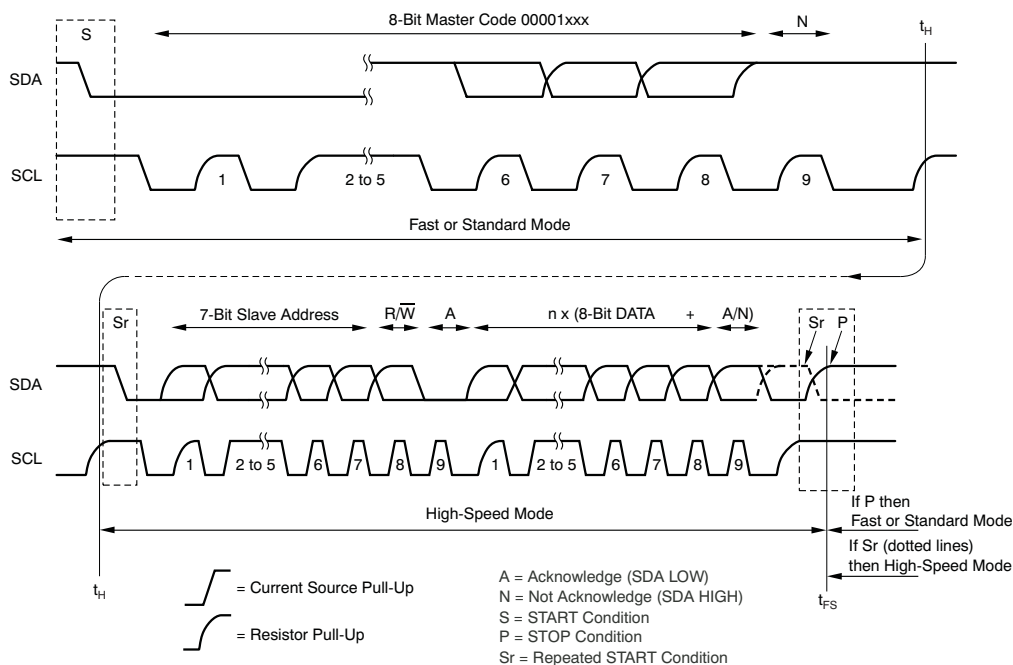 8-Bit Master Code 00001xxx
N
tH
S
SDA
SCL
1
2 to 5
6
7
8
9
Fast or Standard Mode
Sr
7-Bit Slave Address
R/W̅
A
n x (8-Bit DATA +
A/N)
Sr P
SDA
SCL
1
2 to 5
6
7
8
9
1
2 to 5
6
7
8
9
High-Speed Mode
If P then
Fast or Standard Mode
If Sr (dotted lines)
then High-Speed Mode
tH
tFS
= Current Source Pull-Up
= Resistor Pull-Up
A = Acknowledge (SDA LOW)
N = Not Acknowledge (SDA HIGH)
S = START Condition
P = STOP Condition
Sr = Repeated START Condition